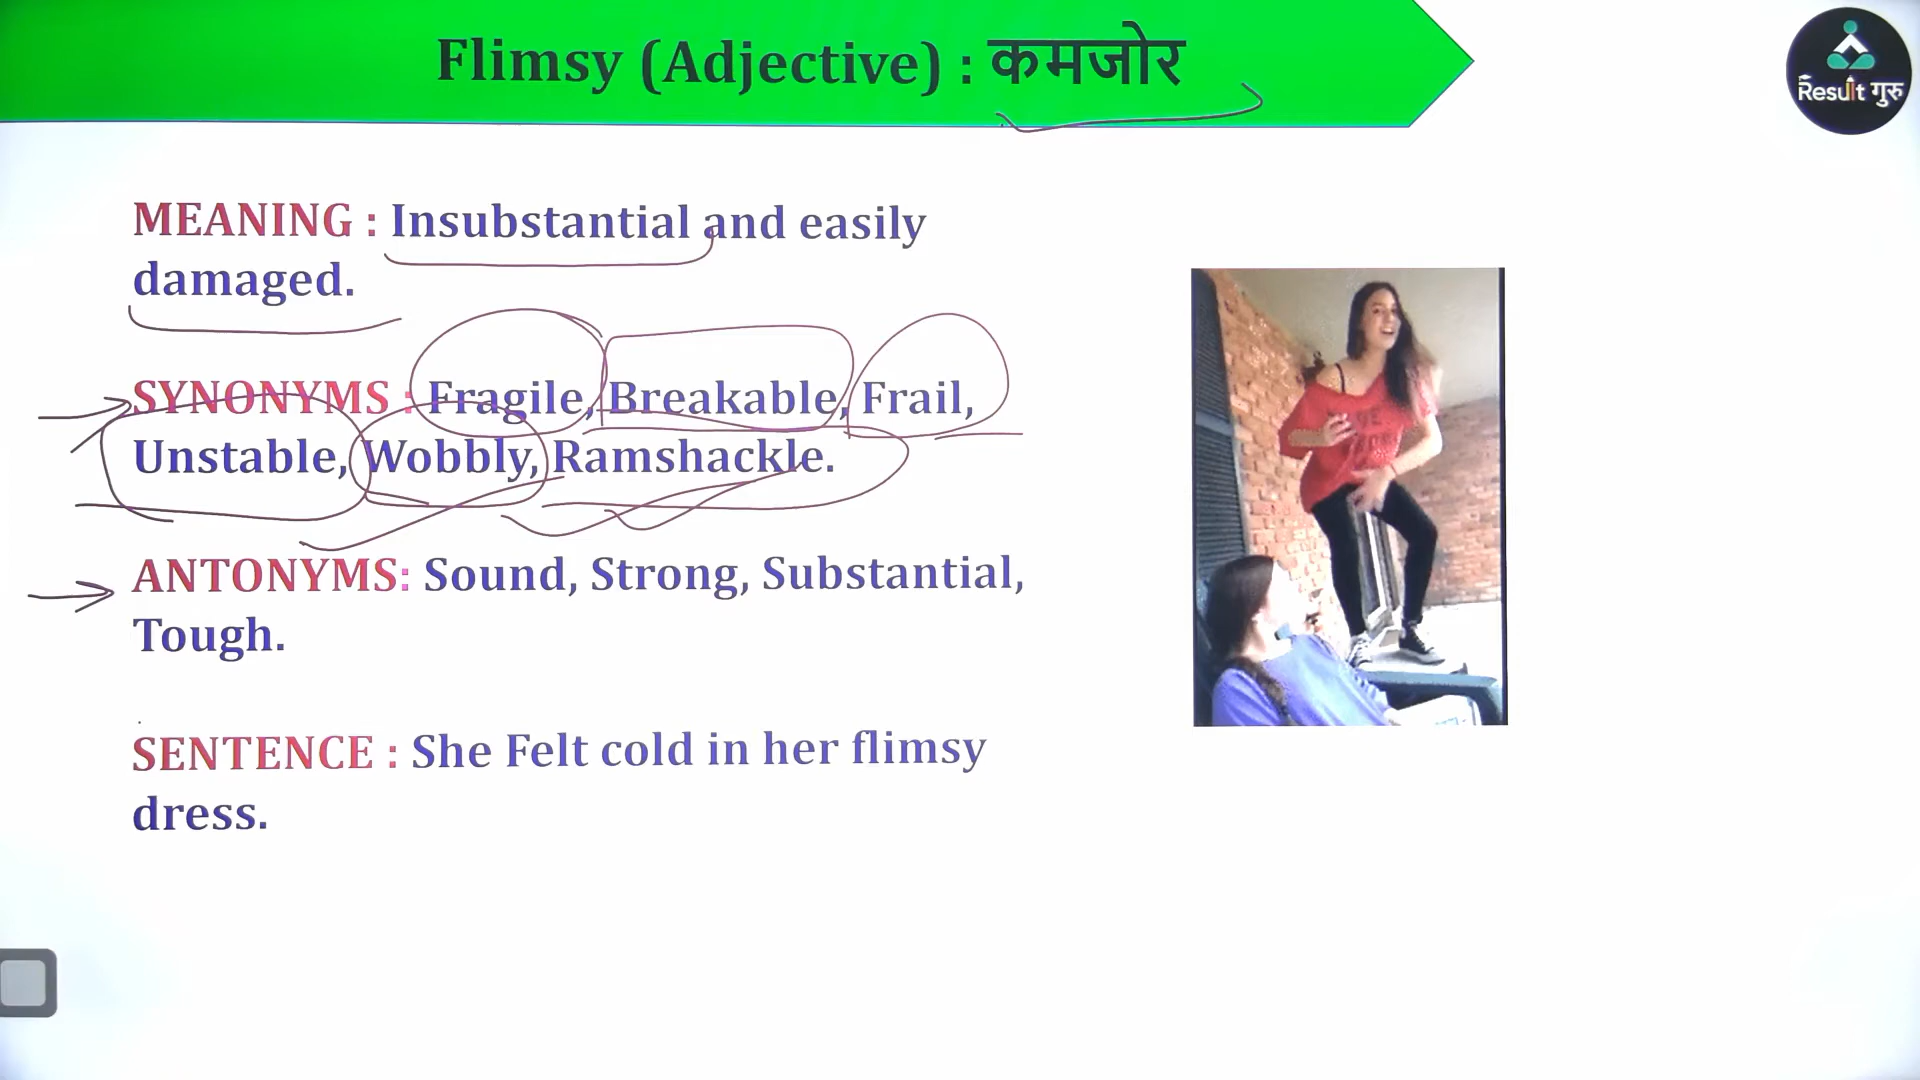 Flimsy (Adjective) : कमजोर
Result गुरु
MEANING : Insubstantial and easily
damaged.
SYNONYMS : Fragile, Breakable, Frail,
Unstable, Wobbly, Ramshackle.
ANTONYMS: Sound, Strong, Substantial,
Tough.
SENTENCE : She Felt cold in her flimsy
dress.